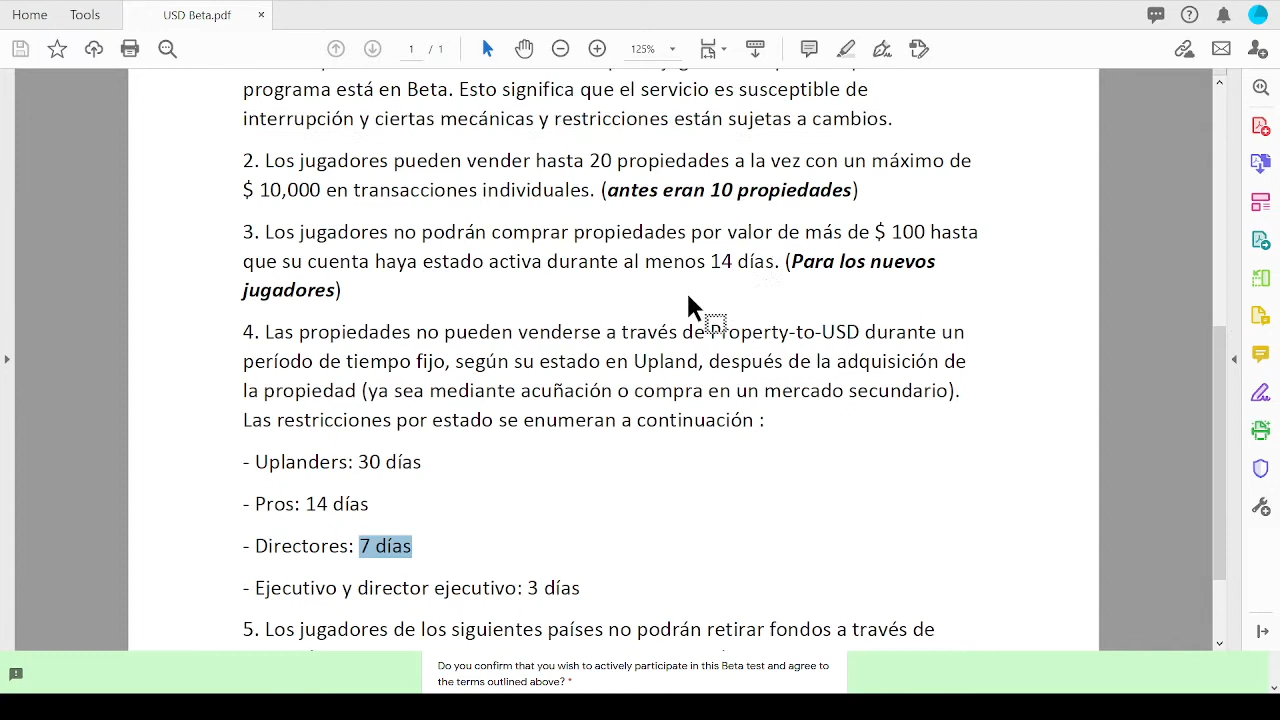 Home Tools USD Beta.pdf ×
1 / 1 125%
programa está en Beta. Esto significa que el servicio es susceptible de
interrupción y ciertas mecánicas y restricciones están sujetas a cambios.
2. Los jugadores pueden vender hasta 20 propiedades a la vez con un máximo de
$ 10,000 en transacciones individuales. (antes eran 10 propiedades)
3. Los jugadores no podrán comprar propiedades por valor de más de $ 100 hasta
que su cuenta haya estado activa durante al menos 14 días. (Para los nuevos
jugadores)
4. Las propiedades no pueden venderse a través de Property-to-USD durante un
período de tiempo fijo, según su estado en Upland, después de la adquisición de
la propiedad (ya sea mediante acuñación o compra en un mercado secundario).
Las restricciones por estado se enumeran a continuación :
- Uplanders: 30 días
- Pros: 14 días
- Directores: 7 días
- Ejecutivo y director ejecutivo: 3 días
5. Los jugadores de los siguientes países no podrán retirar fondos a través de
Do you confirm that you wish to actively participate in this Beta test and agree to
the terms outlined above? *